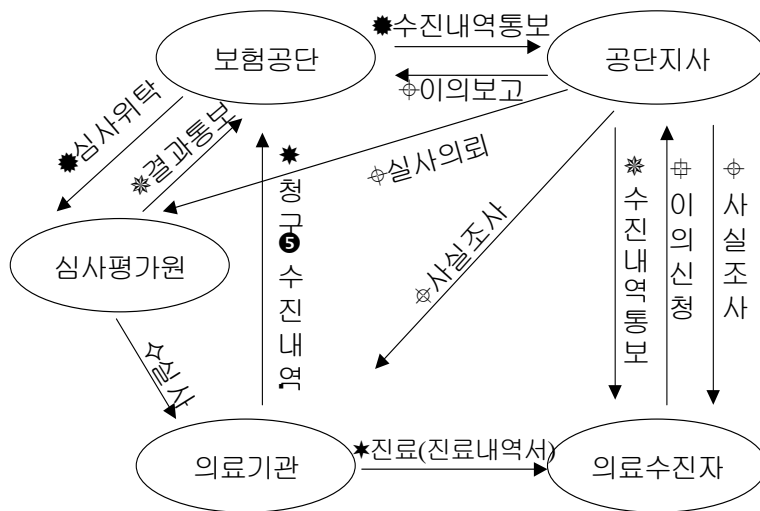 ✹수진내역통보
보험공단
공단지사
⌖이의보고
✹심사위탁
✵결과통보
⌖실사의뢰
✶청구❺수진내역.
⌖사실조사
✵수진내역통보
이의신청
⌖사실조사
심사평가원
✧실사
의료기관
✶진료(진료내역서)
의료수진자